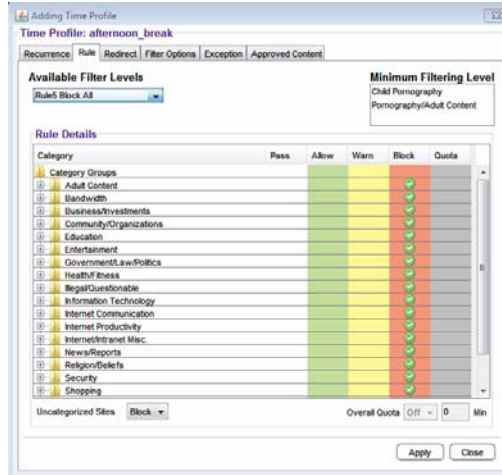 Adding Time Profile
Time Profile: afternoon_break
Recurrence Rule Redirect Filter Options Exception Approved Content
Available Filter Levels
Minimum Filtering Level
Rule5 Block All
Child Pornography
Pornography/Adult Content
Rule Details
Category Pass Allow Warn Block Quota
Category Groups
Adult Content
Bandwidth
Business/Investments
Community/Organizations
Education
Entertainment
Government/Law/Politics
Health/Fitness
Illegal/Questionable
Information Technology
Internet Communication
Internet Productivity
Internet/Intranet Misc.
News/Reports
Religion/Beliefs
Security
Shopping
Uncategorized Sites Block Overall Quota Off 0 Min
Apply Close